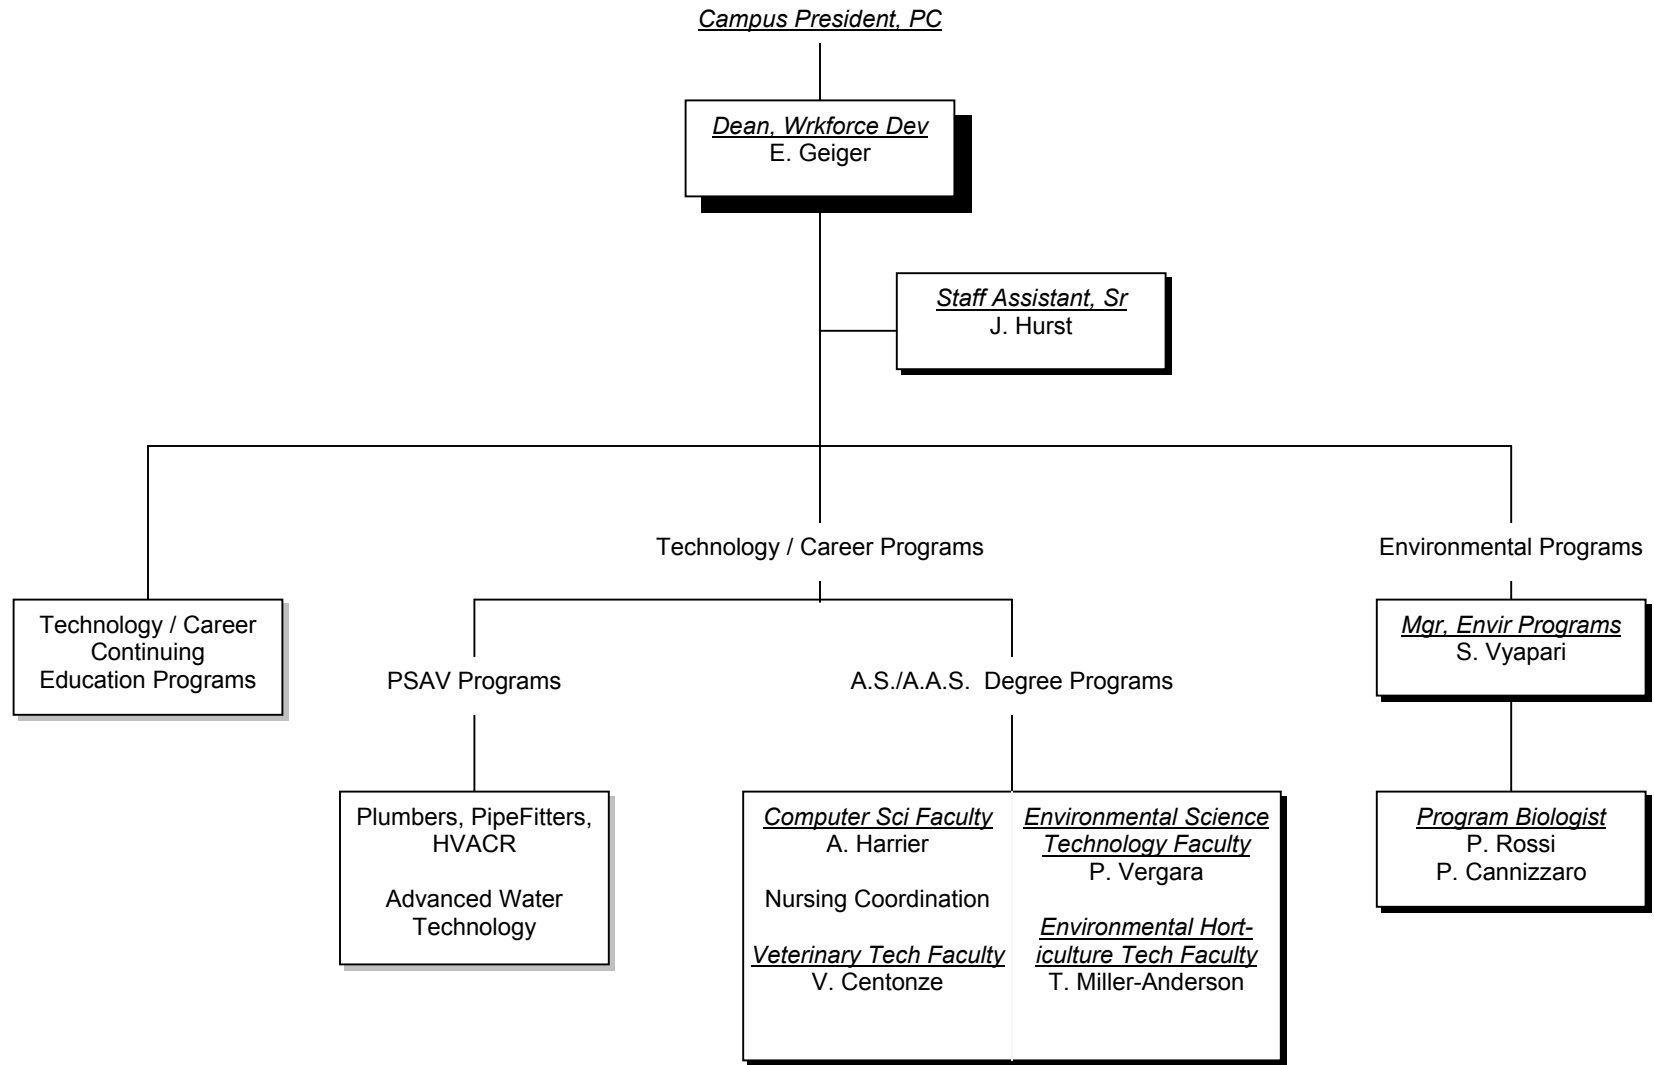 Campus President, PC
Dean, Wrkforce Dev
E. Geiger
Staff Assistant, Sr
J. Hurst
Technology / Career Programs
Environmental Programs
Technology / Career
Continuing
Education Programs
PSAV Programs
A.S./A.A.S. Degree Programs
Mgr, Envir Programs
S. Vyapari
Plumbers, PipeFitters,
HVACR
Advanced Water
Technology
Computer Sci Faculty
A. Harrier
Nursing Coordination
Veterinary Tech Faculty
V. Centonze
Environmental Science
Technology Faculty
P. Vergara
Environmental Hort-
iculture Tech Faculty
T. Miller-Anderson
Program Biologist
P. Rossi
P. Cannizzaro